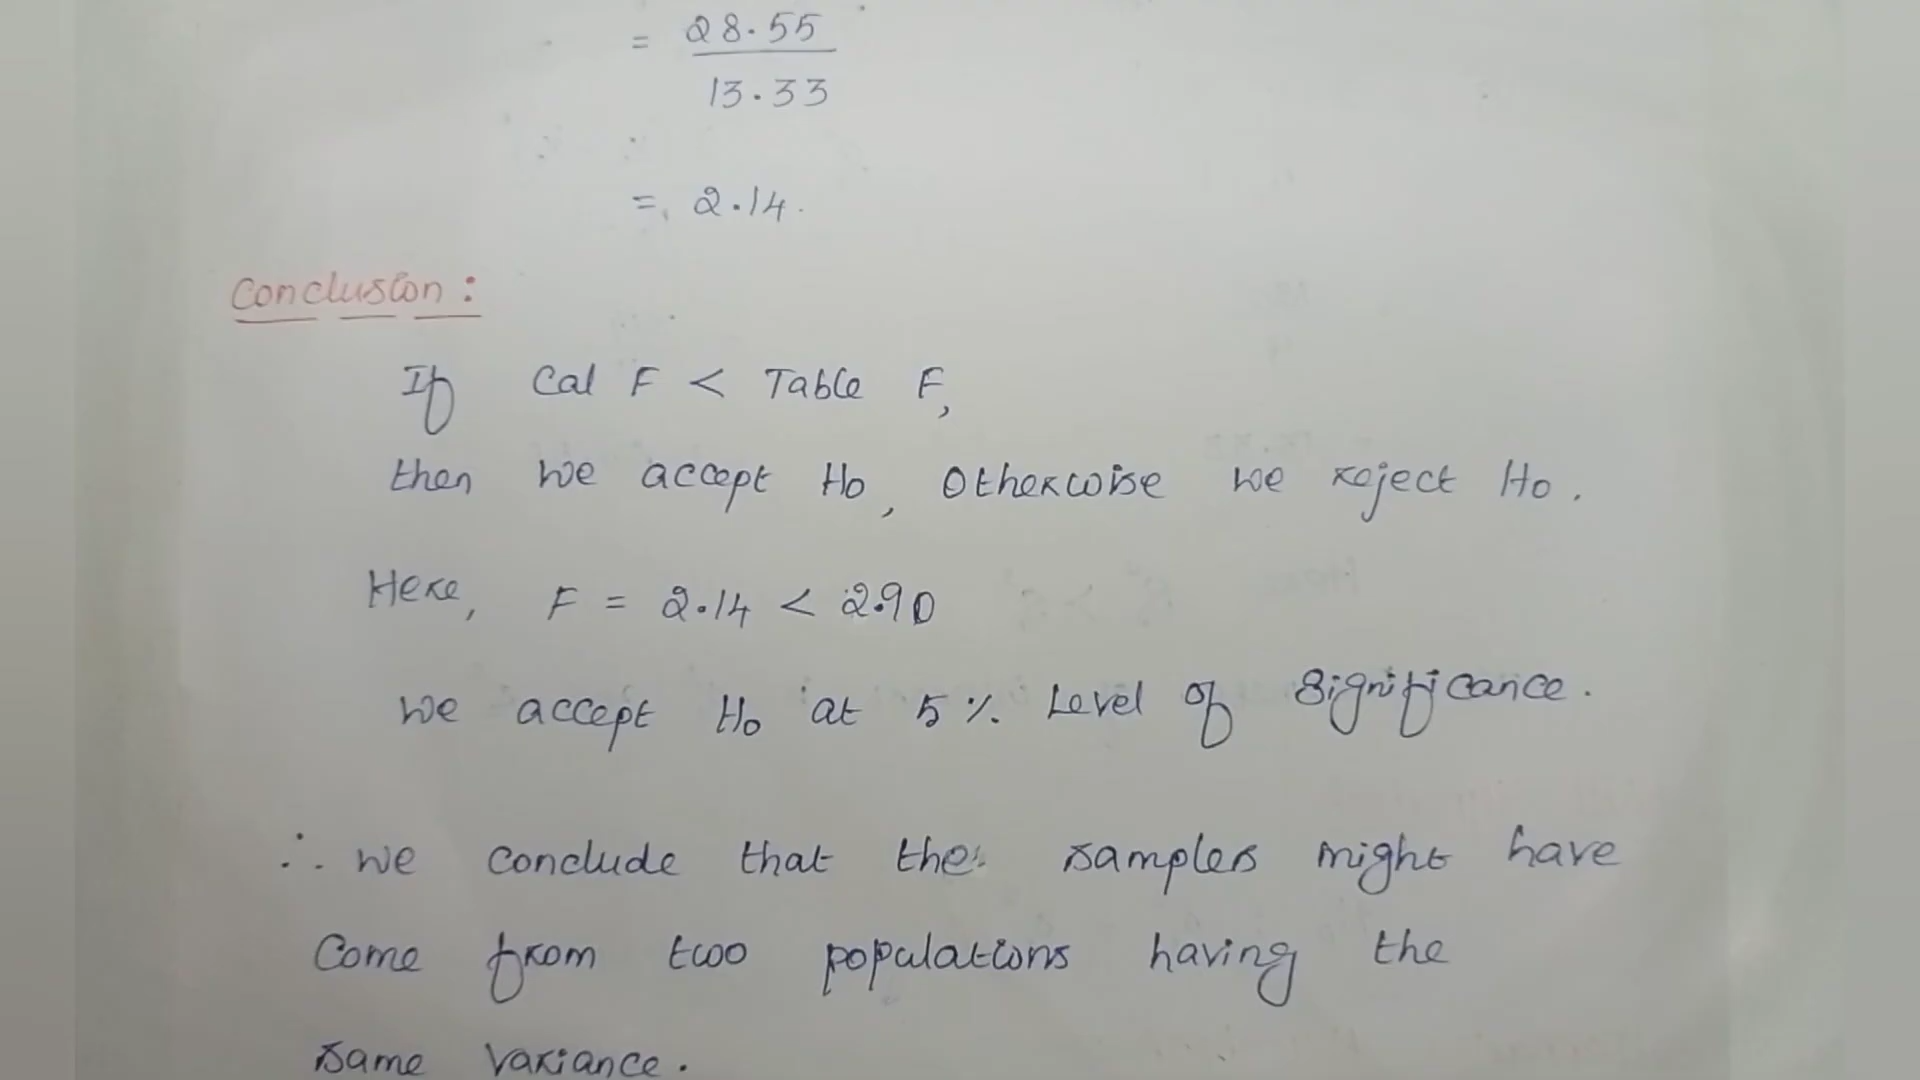 = 28.55
13.33
= 2.14.
Conclusion:
If Cal F < Table F,
then we accept Ho, Otherwise we reject Ho.
Here, F = 2.14 < 2.90
we accept Ho at 5% Level of Significance.
∴ we conclude that the samples might have
Come from two populations having the
same variance.